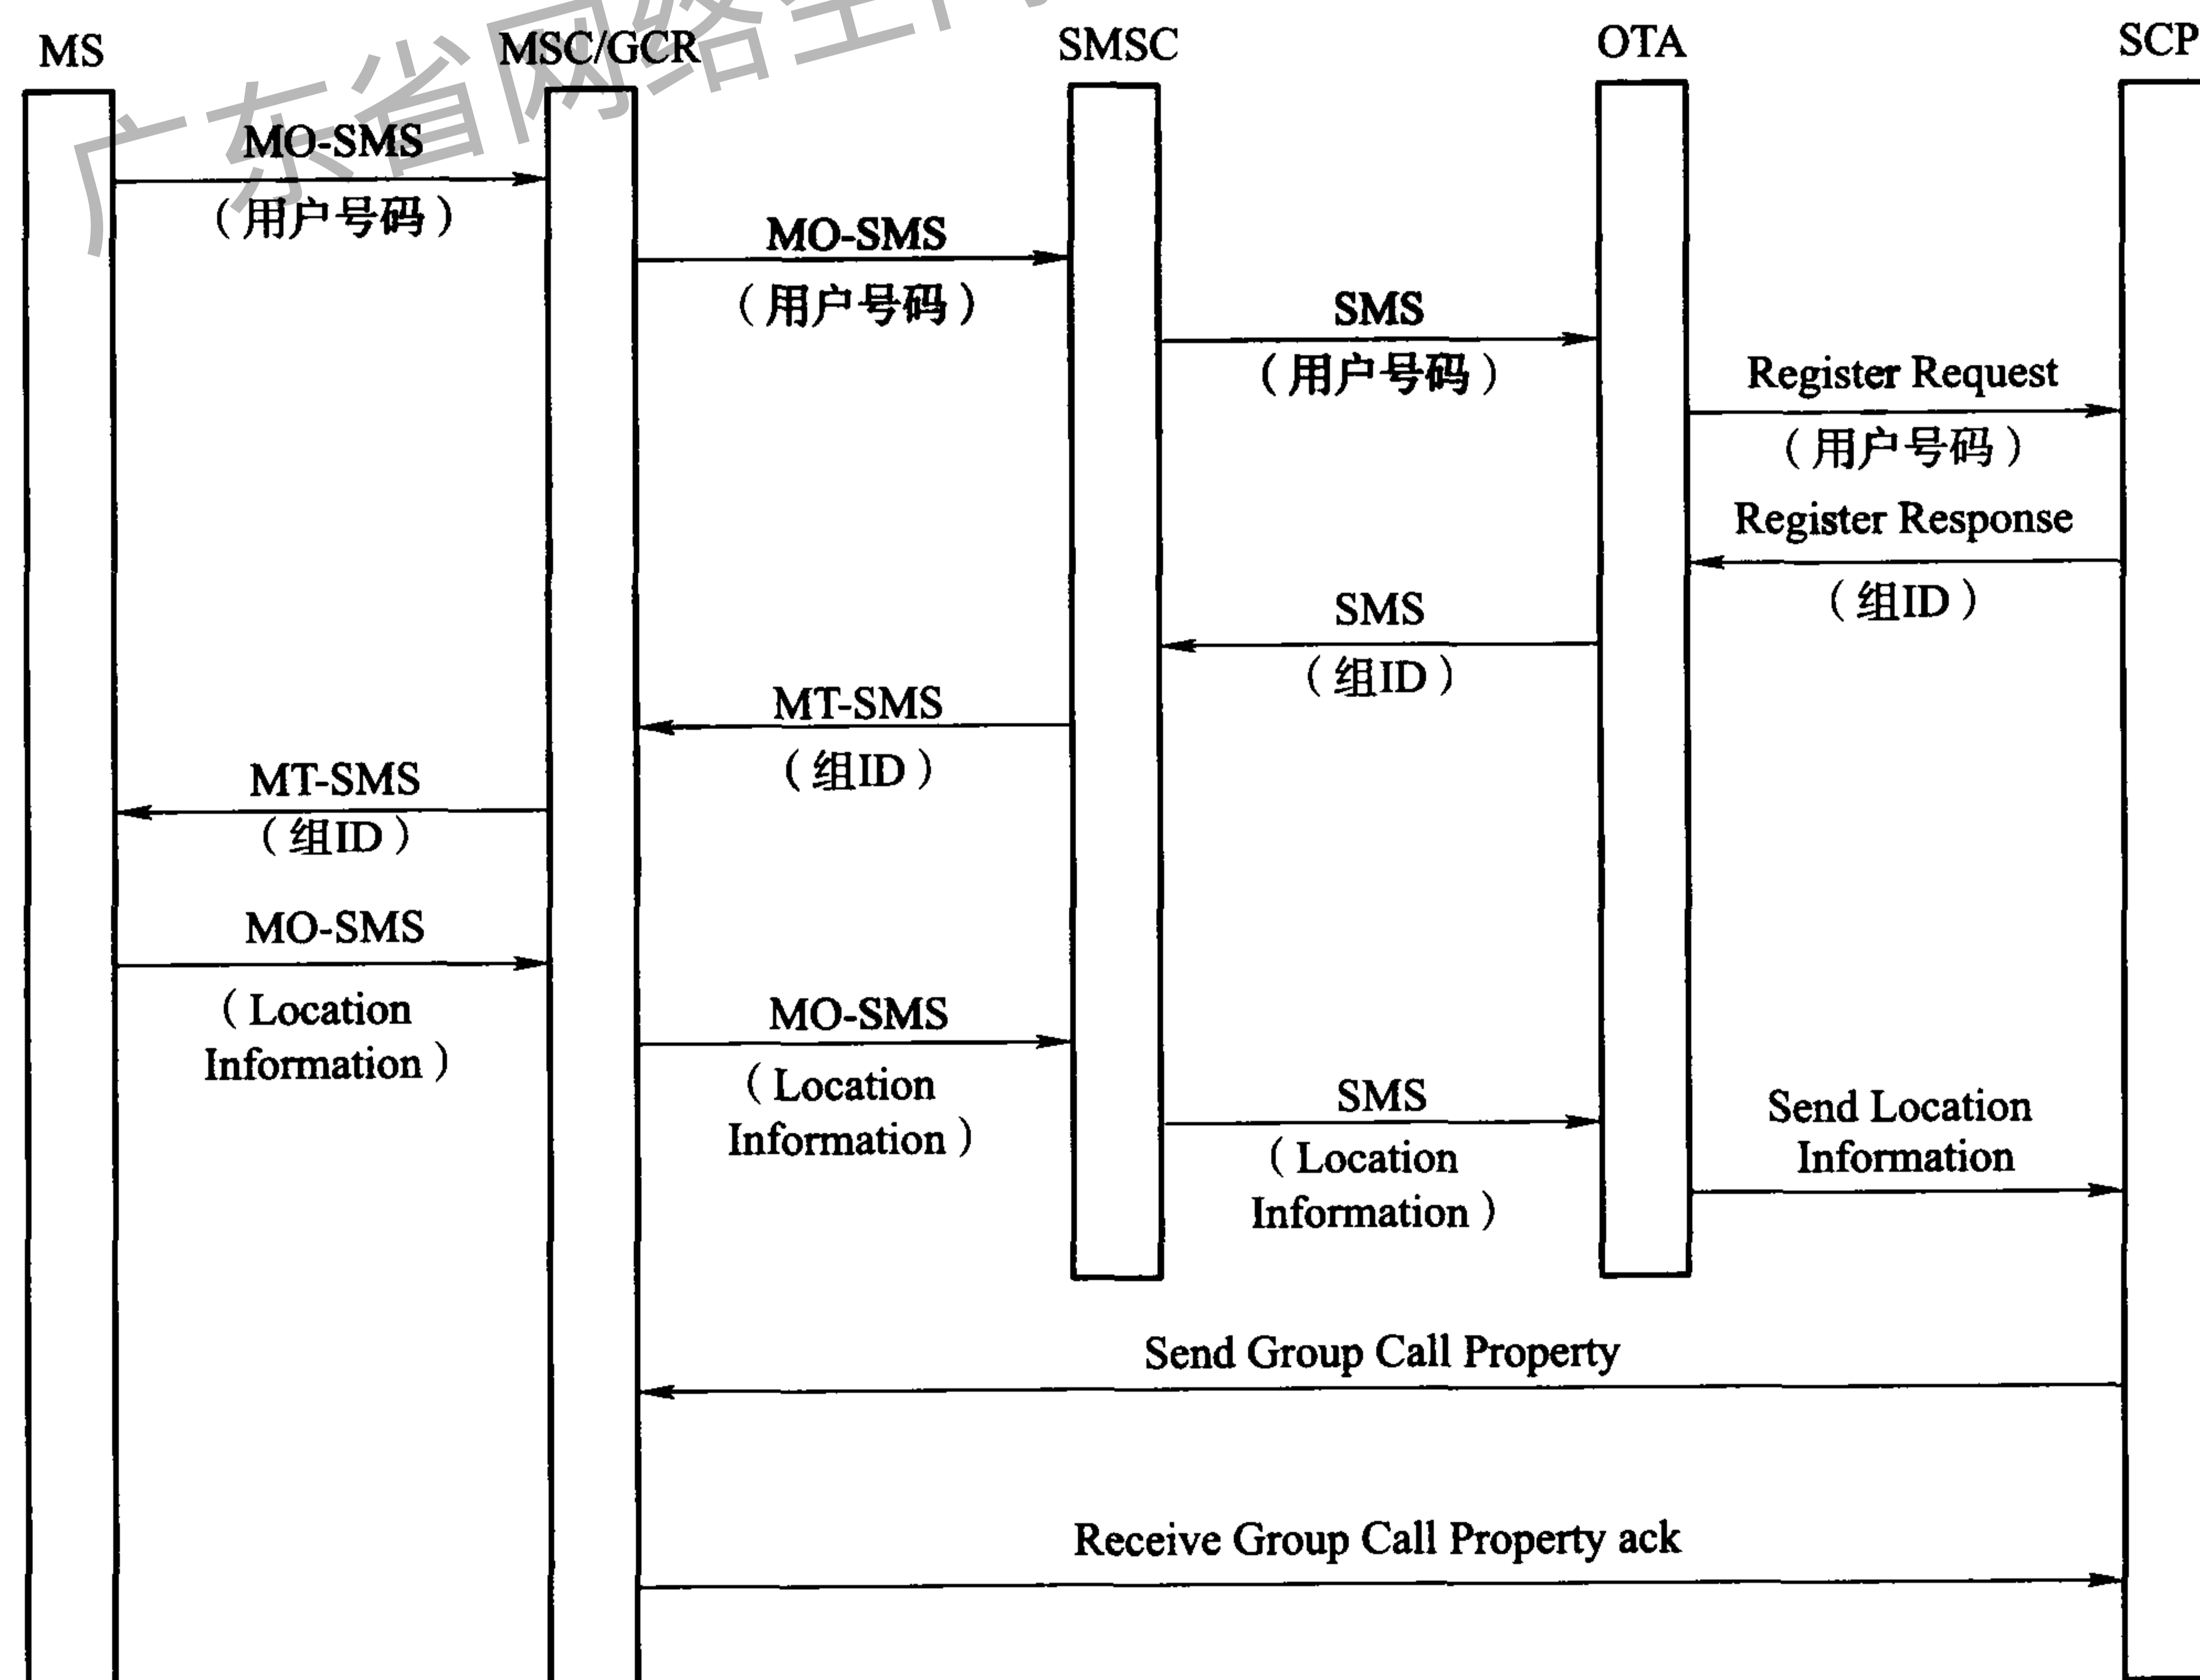 MS
MSC/GCR
SMSC
OTA
SCP
广东省网络空
MO-SMS
（用户号码）
MO-SMS
（用户号码）
SMS
（用户号码）
Register Request
（用户号码）
Register Response
（组ID）
SMS
（组ID）
MT-SMS
（组ID）
MT-SMS
（组ID）
MO-SMS
（Location
Information）
MO-SMS
（Location
Information）
SMS
（Location
Information）
Send Location
Information
Send Group Call Property
Receive Group Call Property ack